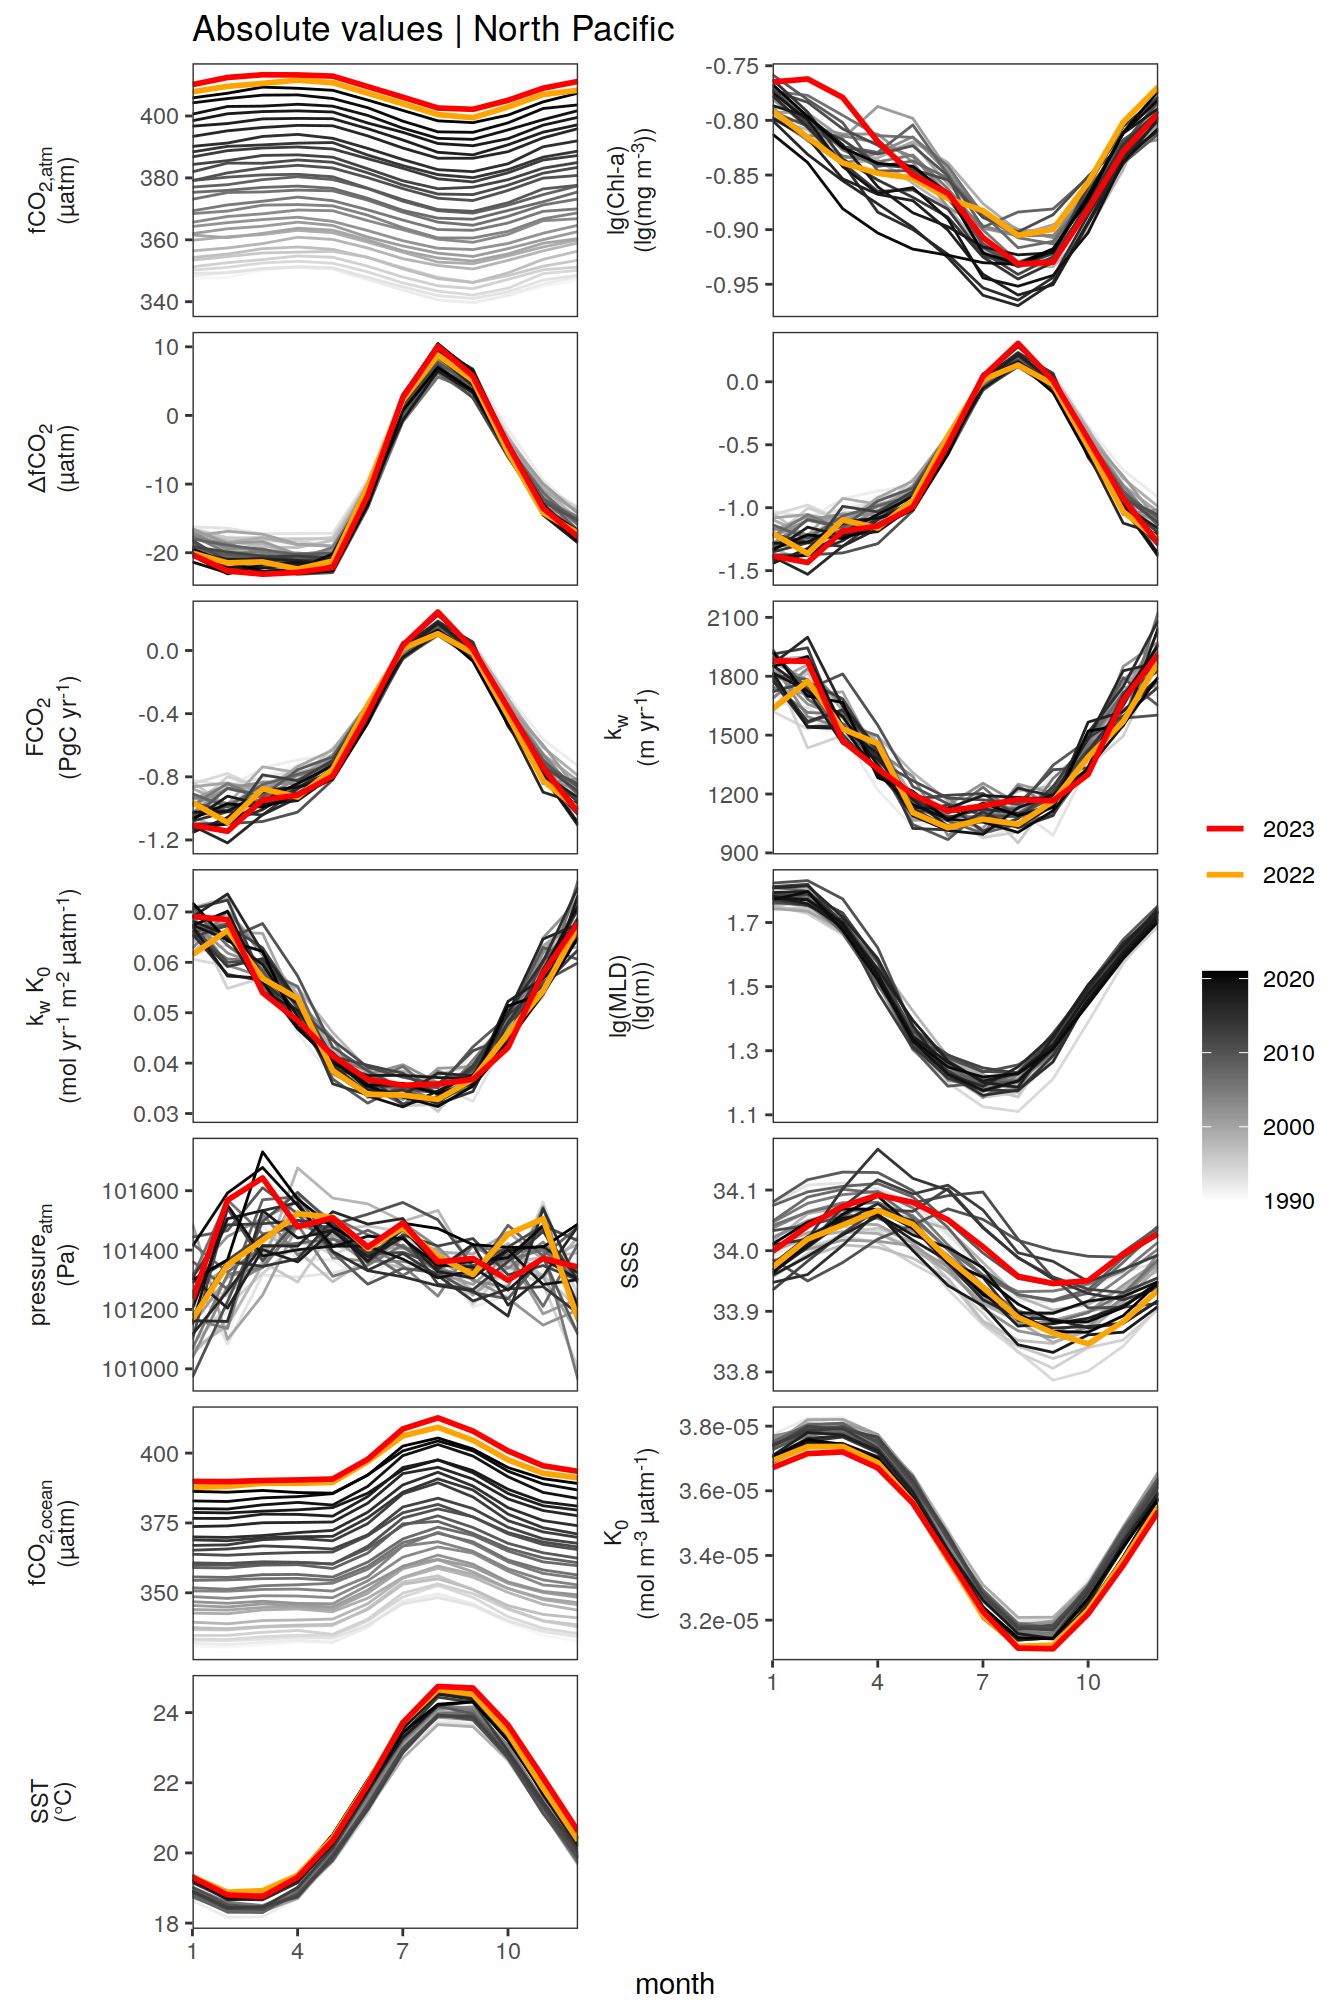 Absolute values | North Pacific
fCO2,atm
(µatm)
400
380
360
340
lg(Chl-a)
(lg(mg m-3))
-0.75
-0.80
-0.85
-0.90
-0.95
ΔfCO2
(µatm)
10
0
-10
-20
0.0
-0.5
-1.0
-1.5
FCO2
(PgC yr-1)
0.0
-0.4
-0.8
-1.2
kw
(m yr-1)
2100
1800
1500
1200
900
kw K0
(mol yr-1 m-2 µatm-1)
0.07
0.06
0.05
0.04
0.03
lg(MLD)
(lg(m))
1.7
1.5
1.3
1.1
pressureatm
(Pa)
101600
101400
101200
101000
SSS
34.1
34.0
33.9
33.8
fCO2,ocean
(µatm)
400
375
350
K0
(mol m-3 µatm-1)
3.8e-05
3.6e-05
3.4e-05
3.2e-05
1 4 7 10
SST
(°C)
24
22
20
18
1 4 7 10
month
2023
2022
2020
2010
2000
1990